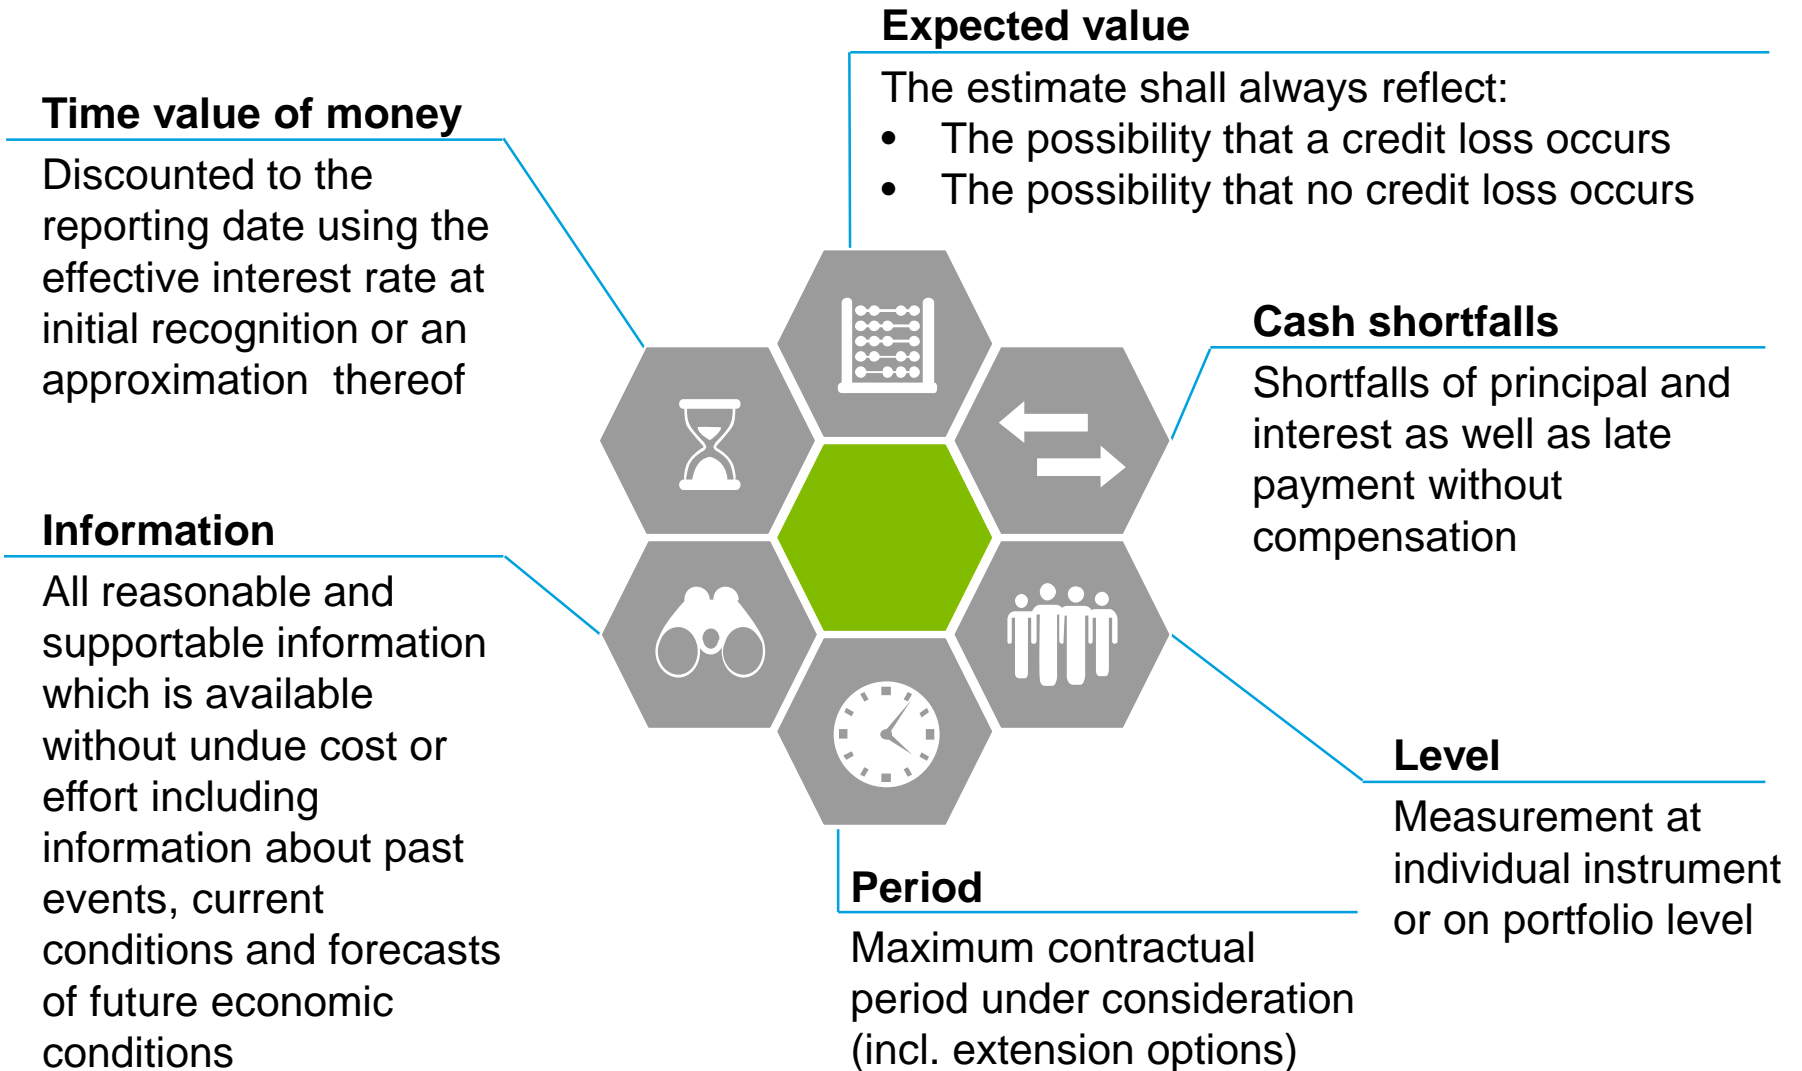 Expected value
The estimate shall always reflect:
• The possibility that a credit loss occurs
• The possibility that no credit loss occurs
Time value of money
Discounted to the
reporting date using the
effective interest rate at
initial recognition or an
approximation  thereof
Cash shortfalls
Shortfalls of principal and
interest as well as late
payment without
compensation
Information
All reasonable and
supportable information
which is available
without undue cost or
effort including
information about past
events, current
conditions and forecasts
of future economic
conditions
Level
Measurement at
individual instrument
or on portfolio level
Period
Maximum contractual
period under consideration
(incl. extension options)